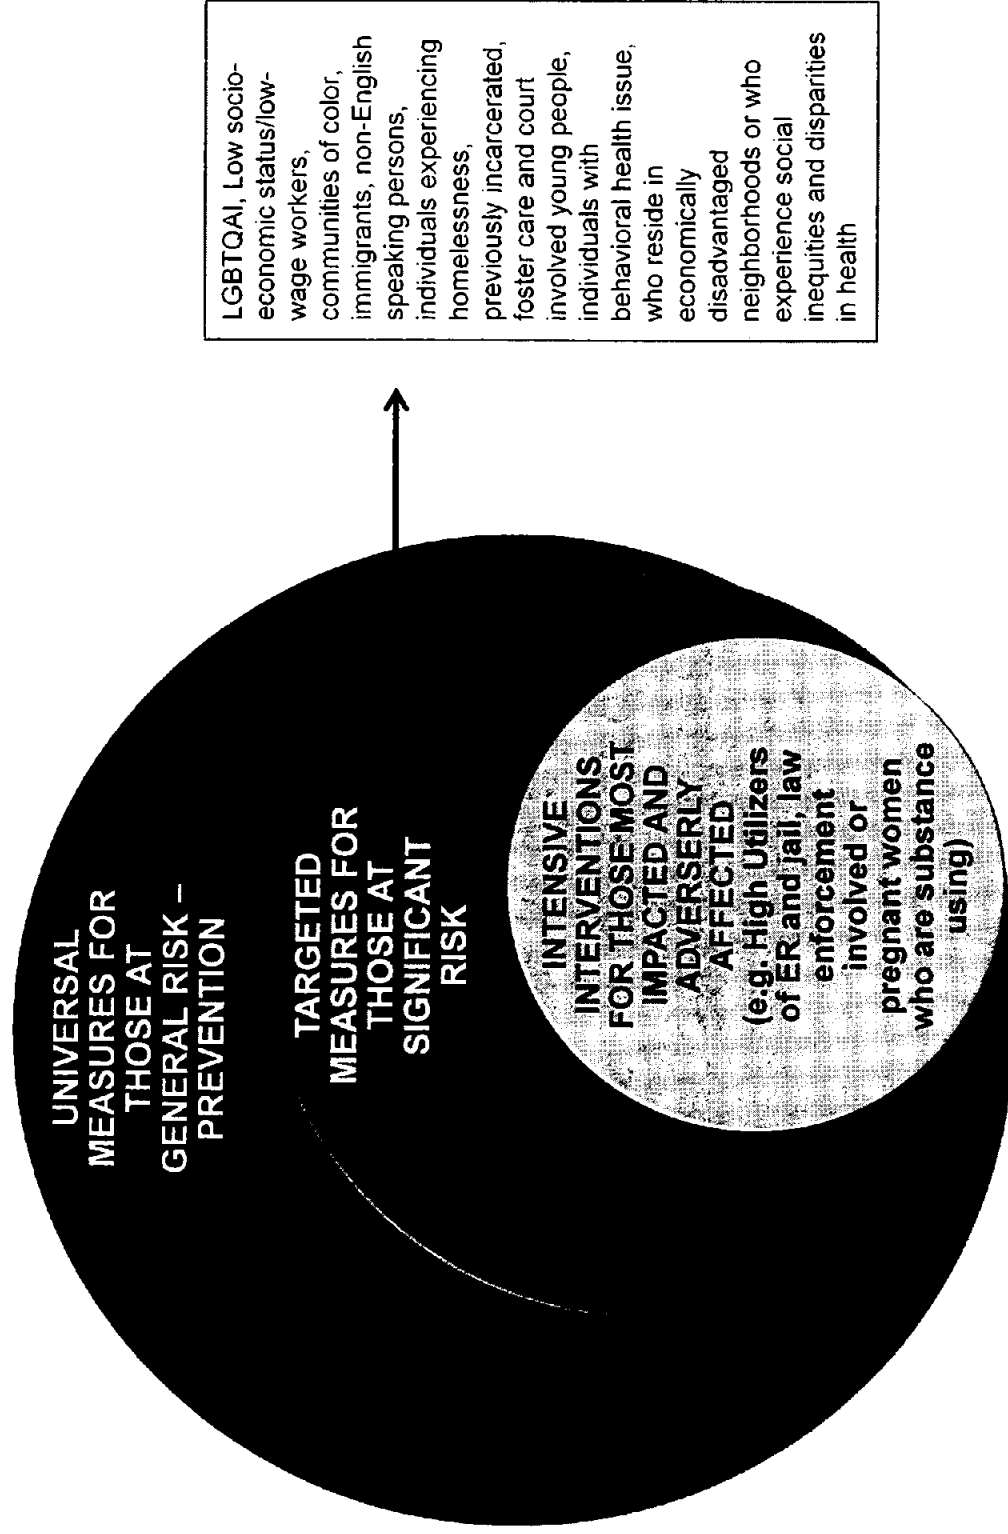 UNIVERSAL
MEASURES FOR
THOSE AT
GENERAL RISK –
PREVENTION
TARGETED
MEASURES FOR
THOSE AT
SIGNIFICANT
RISK
INTENSIVE
INTERVENTIONS
FOR THOSE MOST
IMPACTED AND
ADVERSERLY
AFFECTED
(e.g. High Utilizers
of ER and jail, law
enforcement
involved or
pregnant women
who are substance
using)
LGBTQAI, Low socio-
economic status/low-
wage workers,
communities of color,
immigrants, non-English
speaking persons,
individuals experiencing
homelessness,
previously incarcerated,
foster care and court
involved young people,
individuals with
behavioral health issue,
who reside in
economically
disadvantaged
neighborhoods or who
experience social
inequities and disparities
in health